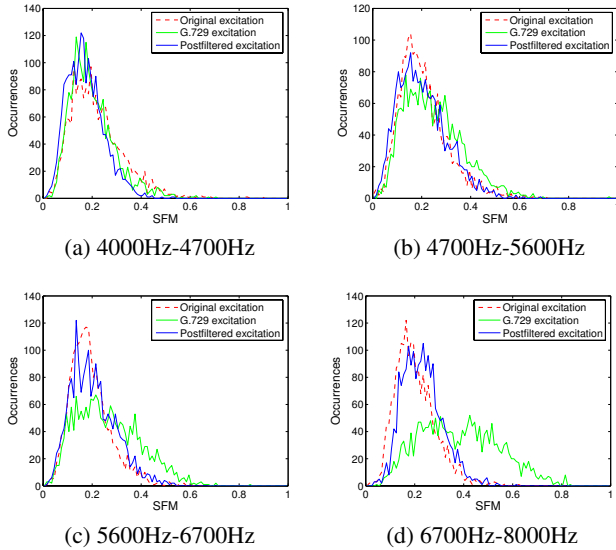 140
120
100
80
60
40
20
0
Occurrences
0
0.2
0.4
0.6
0.8
1
SFM
Original excitation
G.729 excitation
Postfiltered excitation
(a) 4000Hz-4700Hz
120
100
80
60
40
20
0
Occurrences
0
0.2
0.4
0.6
0.8
SFM
Original excitation
G.729 excitation
Postfiltered excitation
(b) 4700Hz-5600Hz
140
120
100
80
60
40
20
0
Occurrences
0
0.2
0.4
0.6
0.8
1
SFM
Original excitation
G.729 excitation
Postfiltered excitation
(c) 5600Hz-6700Hz
140
120
100
80
60
40
20
0
Occurrences
0
0.2
0.4
0.6
0.8
1
SFM
Original excitation
G.729 excitation
Postfiltered excitation
(d) 6700Hz-8000Hz